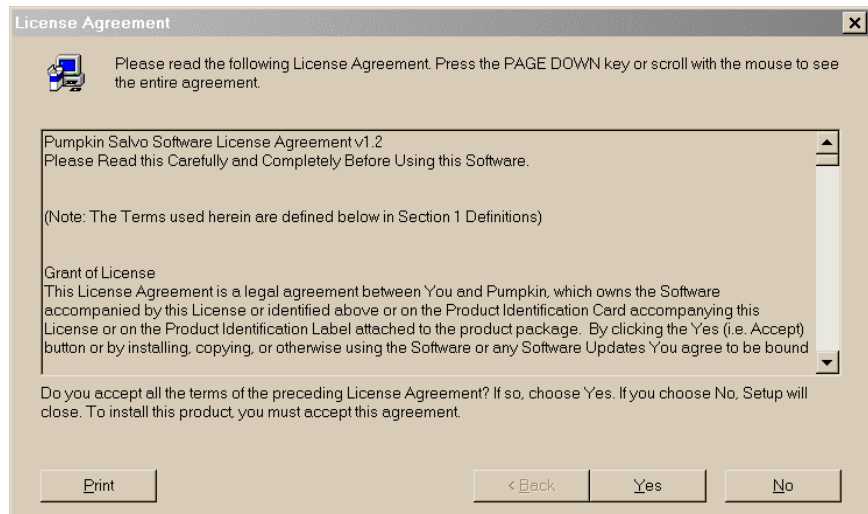 License Agreement
Please read the following License Agreement. Press the PAGE DOWN key or scroll with the mouse to see
the entire agreement.
Pumpkin Salvo Software License Agreement v1.2
Please Read this Carefully and Completely Before Using this Software.
(Note: The Terms used herein are defined below in Section 1 Definitions)
Grant of License
This License Agreement is a legal agreement between You and Pumpkin, which owns the Software
accompanied by this License or identified above or on the Product Identification Card accompanying this
License or on the Product Identification Label attached to the product package. By clicking the Yes (i.e. Accept)
button or by installing, copying, or otherwise using the Software or any Software Updates You agree to be bound
Do you accept all the terms of the preceding License Agreement? If so, choose Yes. If you choose No, Setup will
close. To install this product, you must accept this agreement.
Print
< Back
Yes
No